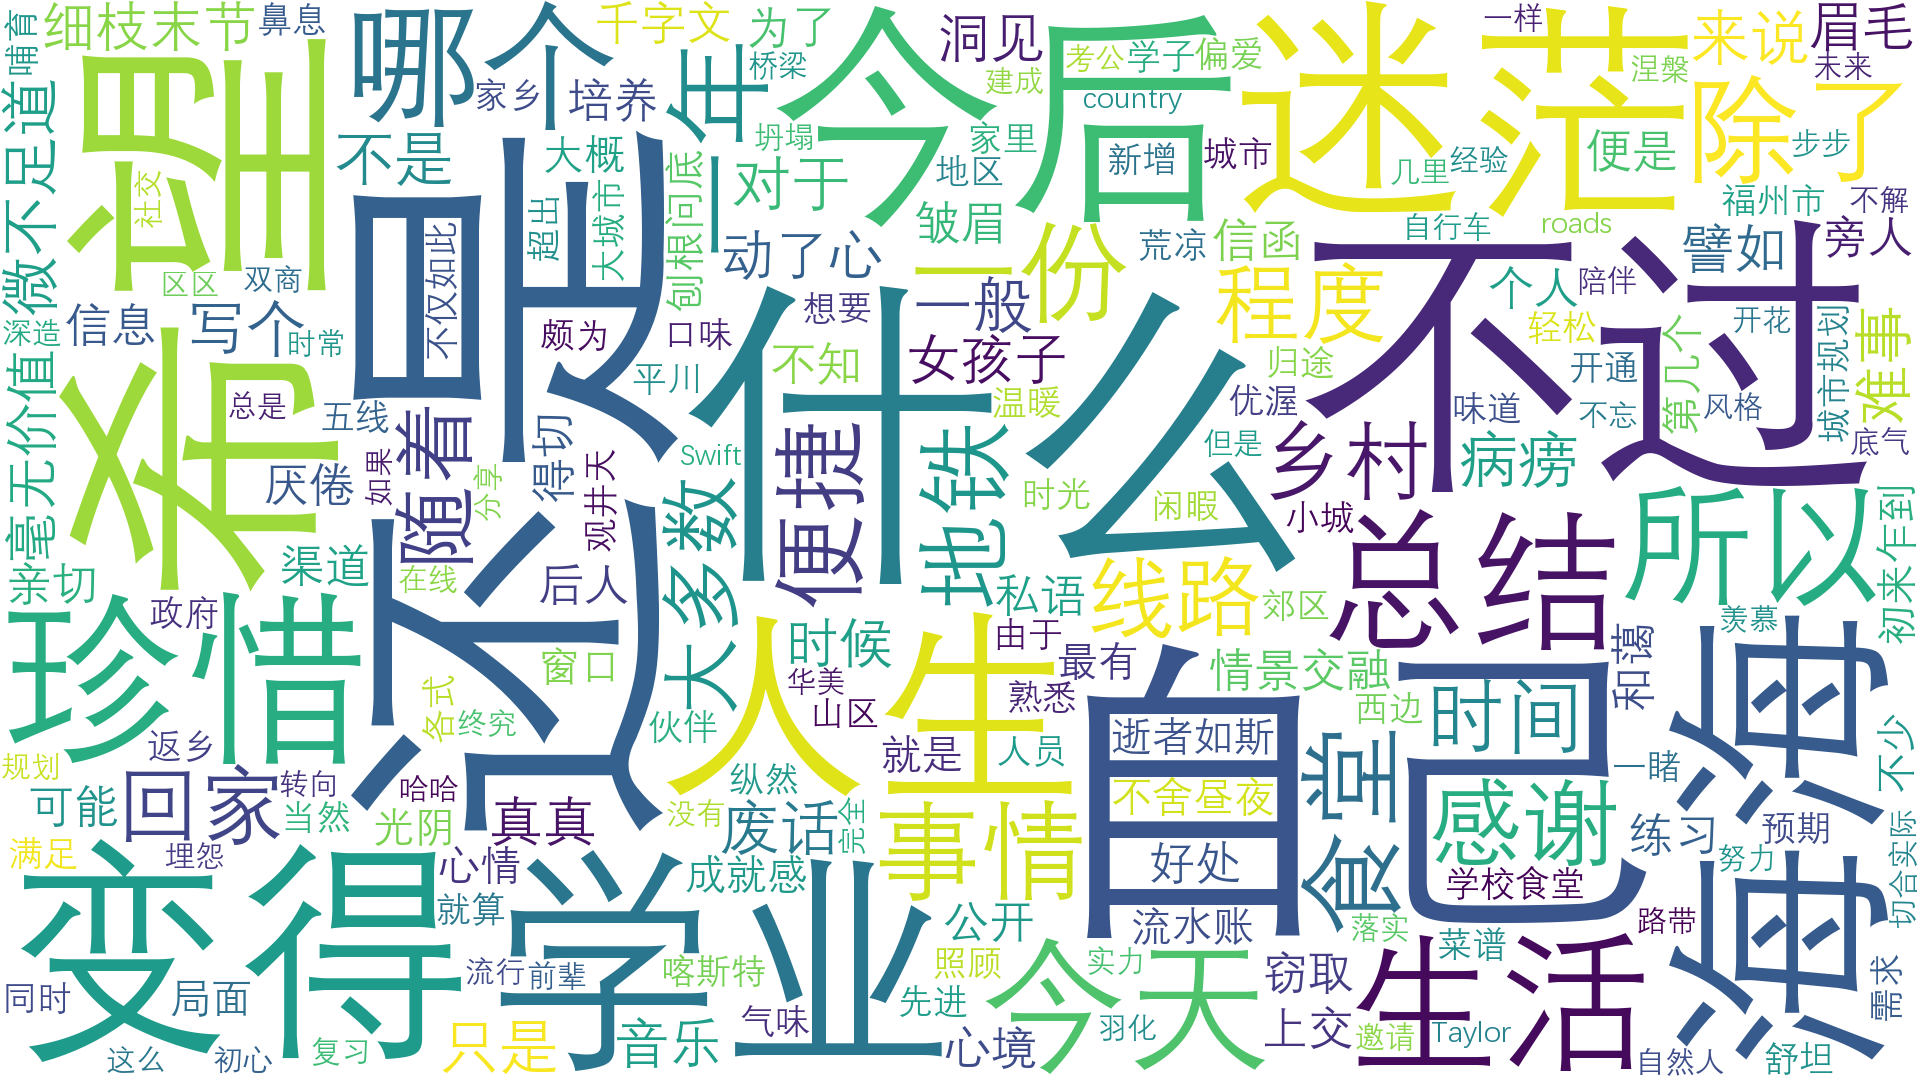 细枝末节
鼻息
哪个
千字文
为了
桥梁
今后
洞见
考公
学子
偏爱
建成
country
迷茫
一样
来说
眉毛
未来
涅槃
哺育
希望
家乡
培养
二年
坍塌
家里
除了
步步
微不足道
社交
不是
大概
对于
地区
新增
城市
几里
经验
便是
区区
双商
是否
不仅如此
超出
大城市
刨根问底
皱眉
荒凉
信函
自行车
roads
福州市
不解
深造
信息
写个
时常
动了心
一份
程度
个人
陪伴
譬如
旁人
不过
颇为
口味
想要
一般
轻松
开花
总是
五线
平川
不知
女孩子
归途
开通
第几个
风格
城市规划
难事
毫无价值
随着
什么
温暖
优渥
味道
不忘
底气
厌倦
如果
分享
得切
观井天
Swift
便捷
地铁
但是
乡村
病痨
时光
闲暇
小城
所以
初来乍到
渠道
亲切
在线
后人
大多数
私语
线路
郊区
总结
珍惜
政府
窗口
时候
由于
最有
情景交融
和蔼
羡慕
各式
终究
人生
华美
山区
熟悉
自己
西边
时间
海海
规划
返乡
伙伴
就是
人员
逝者如斯
食堂
一睹
不少
可能
回家
转向
当然
哈哈
纵然
没有
废话
完全
事情
不舍昼夜
感谢
练习
预期
光阴
真真
满足
埋怨
心情
成就感
好处
学校食堂
努力
切合实际
变得
就算
学业
公开
流水账
落实
路带
流行
前辈
喀斯特
照顾
实力
窃取
菜谱
生活
需求
同时
局面
只是
音乐
气味
先进
心境
今天
羽化
上交
邀请
Taylor
这么
初心
复习
自然人
舒坦